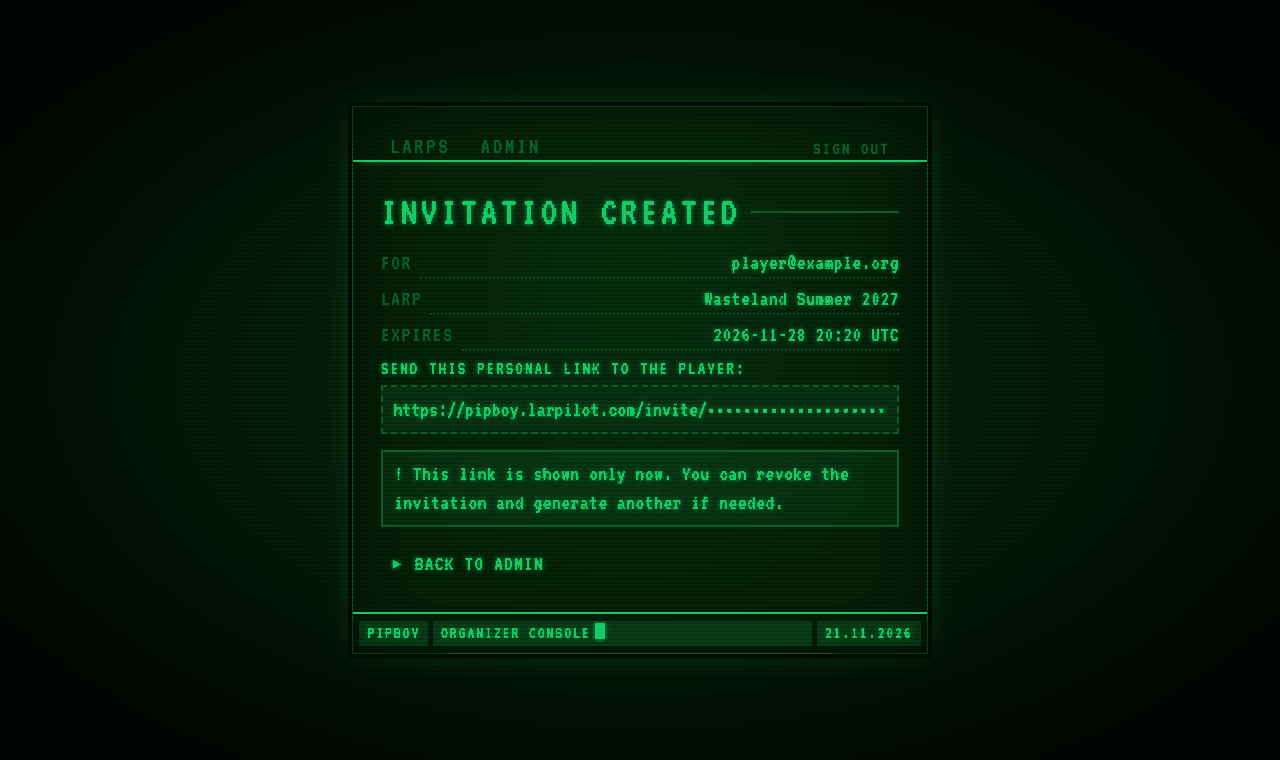 LARPS ADMIN SIGN OUT
INVITATION CREATED
FOR player@example.org
LARP Wasteland Summer 2027
EXPIRES 2026-11-28 20:20 UTC
SEND THIS PERSONAL LINK TO THE PLAYER:
https://pipboy.larpilot.com/invite/••••••••••••••••••••
! This link is shown only now. You can revoke the
invitation and generate another if needed.
► BACK TO ADMIN
PIPBOY ORGANIZER CONSOLE 21.11.2026